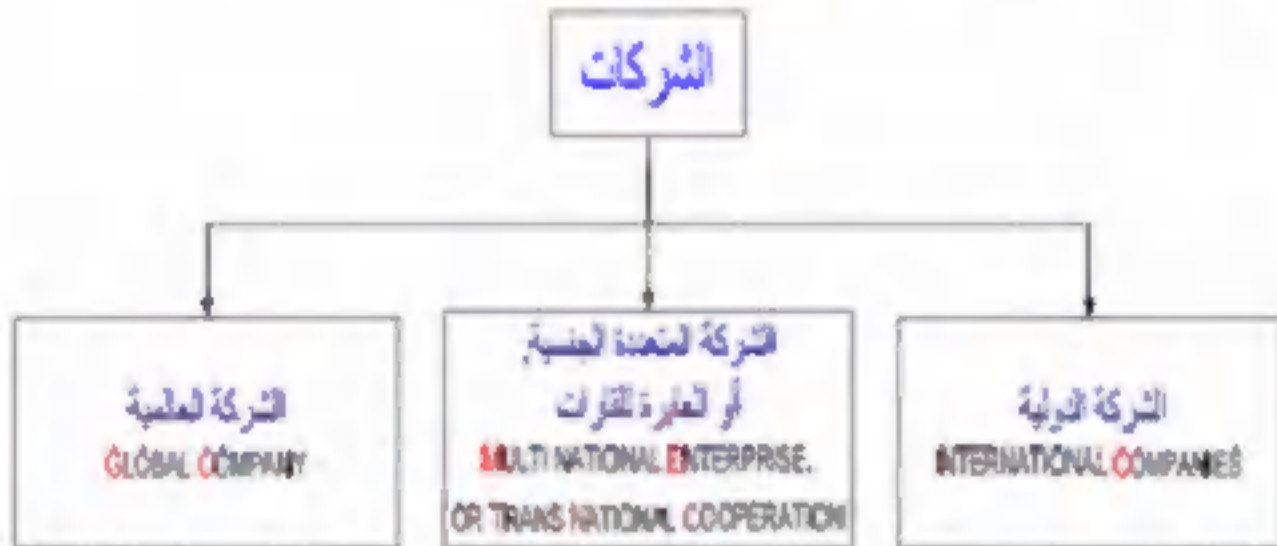 الشركات
الشركة الدولية
INTERNATIONAL COMPANIES
الشركة المتعددة الجنسية,
أو العابرة للقارات
MULTI NATIONAL ENTERPRISE.
OR TRANS NATIONAL COOPERATION
الشركة العالمية
GLOBAL COMPANY